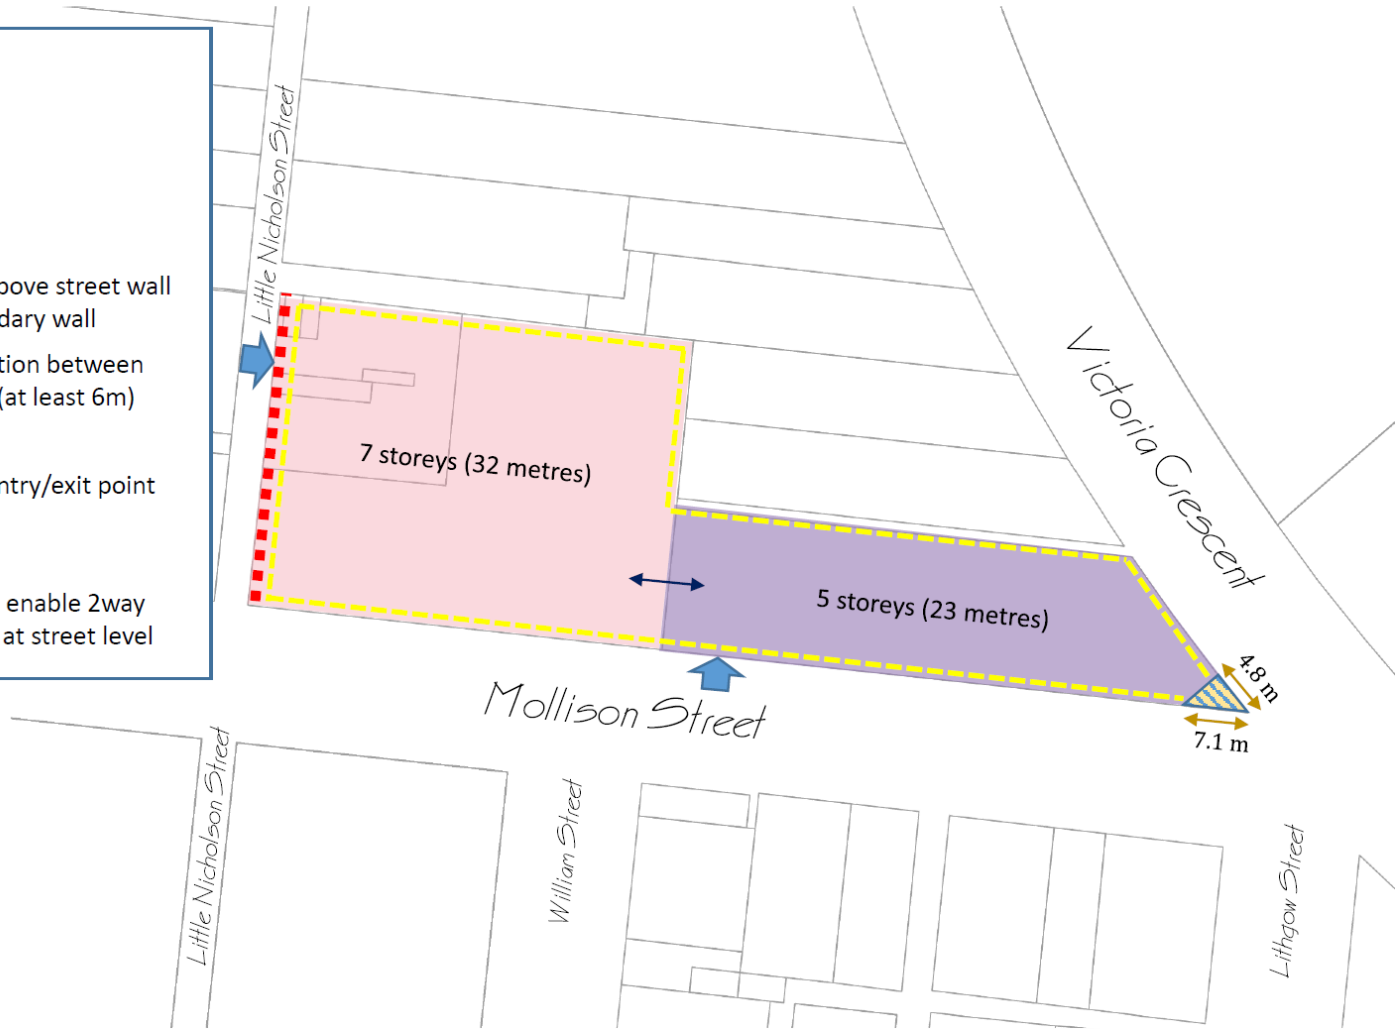 bove street wall
dary wall
tion between
(at least 6m)
ntry/exit point
enable 2way
at street level
Little Nicholson Street
Victoria Crescent
7 storeys (32 metres)
5 storeys (23 metres)
4.8 m
7.1 m
Mollison Street
Little Nicholson Street
William Street
Lithgow Street